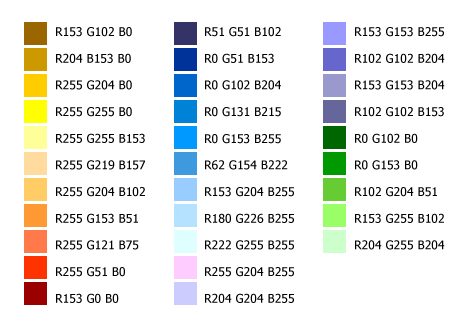 R153 G102 B0
R204 B153 B0
R255 G204 B0
R255 G255 B0
R255 G255 B153
R255 G219 B157
R255 G204 B102
R255 G153 B51
R255 G121 B75
R255 G51 B0
R153 G0 B0
R51 G51 B102
R0 G51 B153
R0 G102 B204
R0 G131 B215
R0 G153 B255
R62 G154 B222
R153 G204 B255
R180 G226 B255
R222 G255 B255
R255 G204 B255
R204 G204 B255
R153 G153 B255
R102 G102 B204
R153 G153 B204
R102 G102 B153
R0 G102 B0
R0 G153 B0
R102 G204 B51
R153 G255 B102
R204 G255 B204